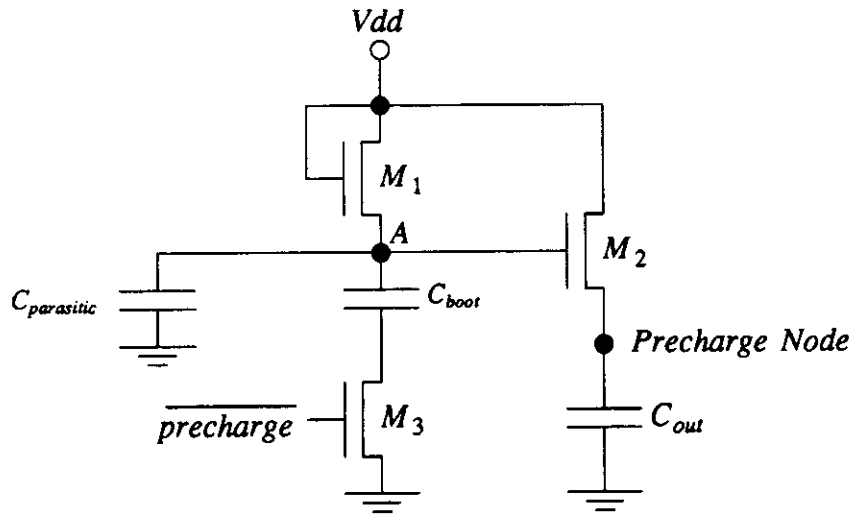 Vdd
M1
A
M2
Cparasitic
Cboot
Precharge Node
precharge
M3
Cout